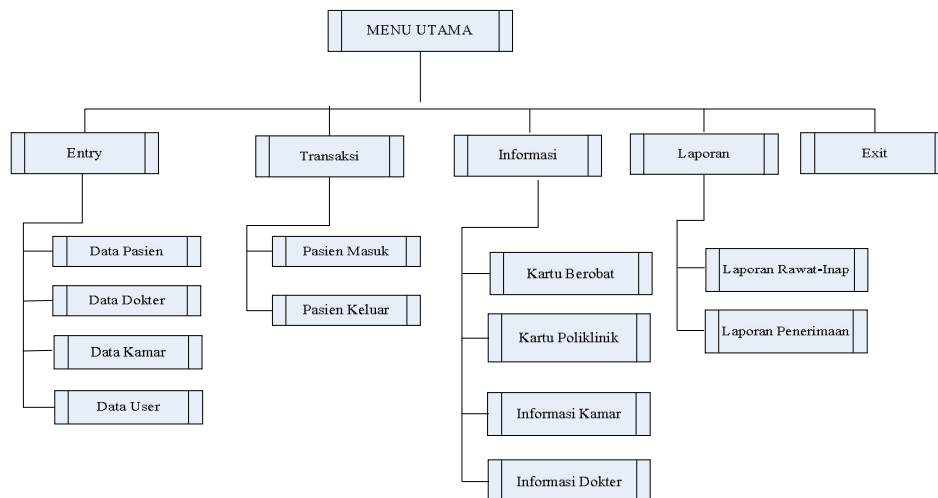 MENU UTAMA
Entry
Transaksi
Informasi
Laporan
Exit
Data Pasien
Data Dokter
Data Kamar
Data User
Pasien Masuk
Pasien Keluar
Kartu Berobat
Kartu Poliklinik
Informasi Kamar
Informasi Dokter
Laporan Rawat-Inap
Laporan Penerimaan